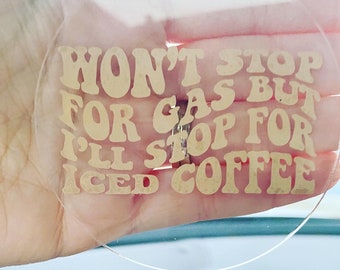 WON'T STOP
FOR GAS BUT
I'LL STOP FOR
ICED COFFEE